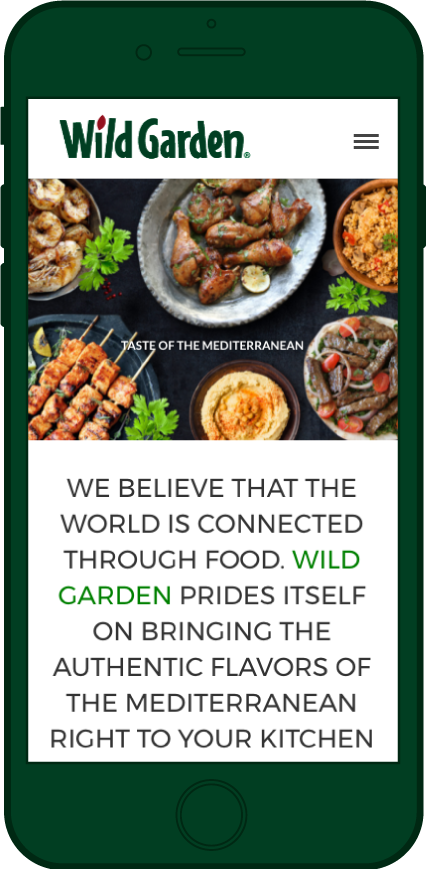 Wild Garden®
TASTE OF THE MEDITERRANEAN
WE BELIEVE THAT THE
WORLD IS CONNECTED
THROUGH FOOD. WILD
GARDEN PRIDES ITSELF
ON BRINGING THE
AUTHENTIC FLAVORS OF
THE MEDITERRANEAN
RIGHT TO YOUR KITCHEN